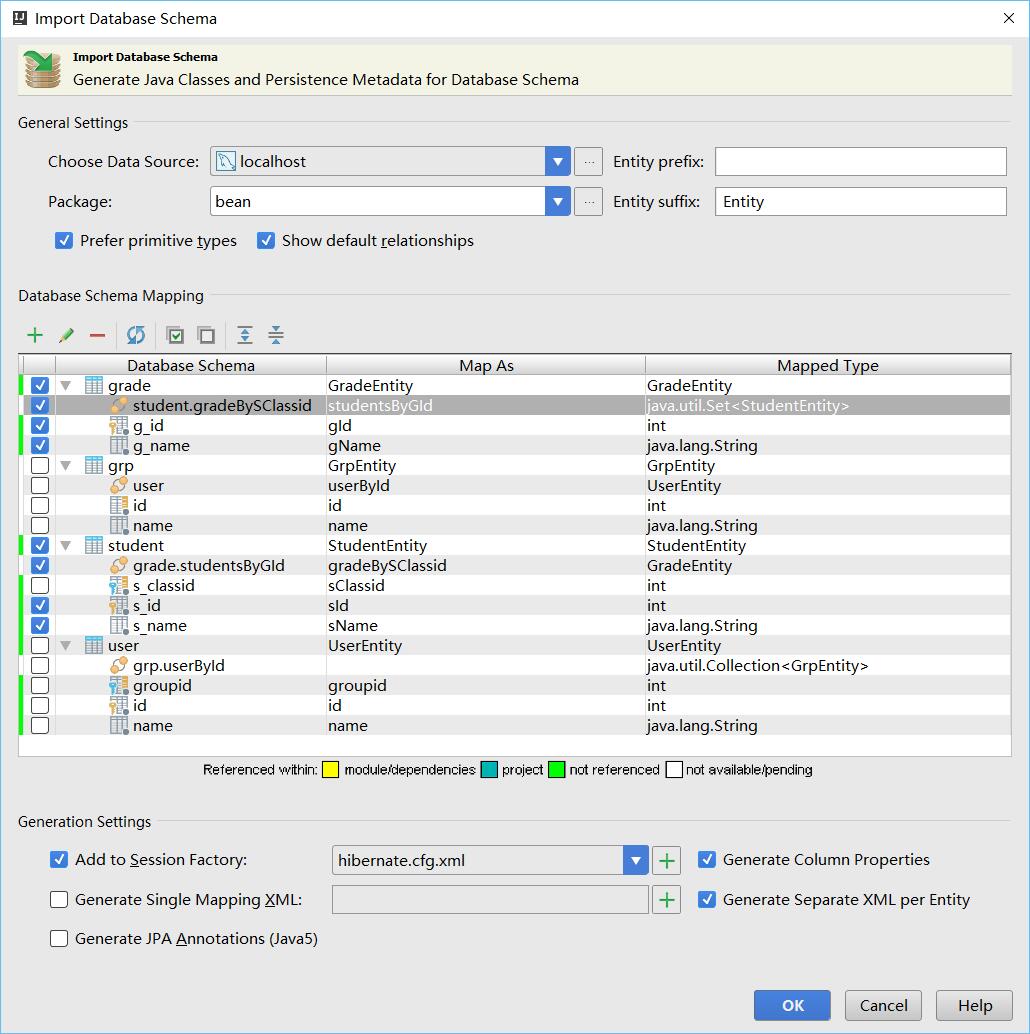 Import Database Schema
Import Database Schema
Generate Java Classes and Persistence Metadata for Database Schema
General Settings
Choose Data Source: localhost ... Entity prefix:
Package: bean ... Entity suffix: Entity
Prefer primitive types Show default relationships
Database Schema Mapping
Database Schema Map As Mapped Type
grade GradeEntity GradeEntity
student.gradeBySClassid studentsByGId java.util.Set<StudentEntity>
g_id gId int
g_name gName java.lang.String
grp GrpEntity GrpEntity
user userById UserEntity
id id int
name name java.lang.String
student StudentEntity StudentEntity
grade.studentsByGId gradeBySClassid GradeEntity
s_classid sClassid int
s_id sId int
s_name sName java.lang.String
user UserEntity UserEntity
grp.userById java.util.Collection<GrpEntity>
groupid groupid int
id id int
name name java.lang.String
Referenced within: module/dependencies project not referenced not available/pending
Generation Settings
Add to Session Factory: hibernate.cfg.xml Generate Column Properties
Generate Single Mapping XML: Generate Separate XML per Entity
Generate JPA Annotations (Java5)
OK Cancel Help